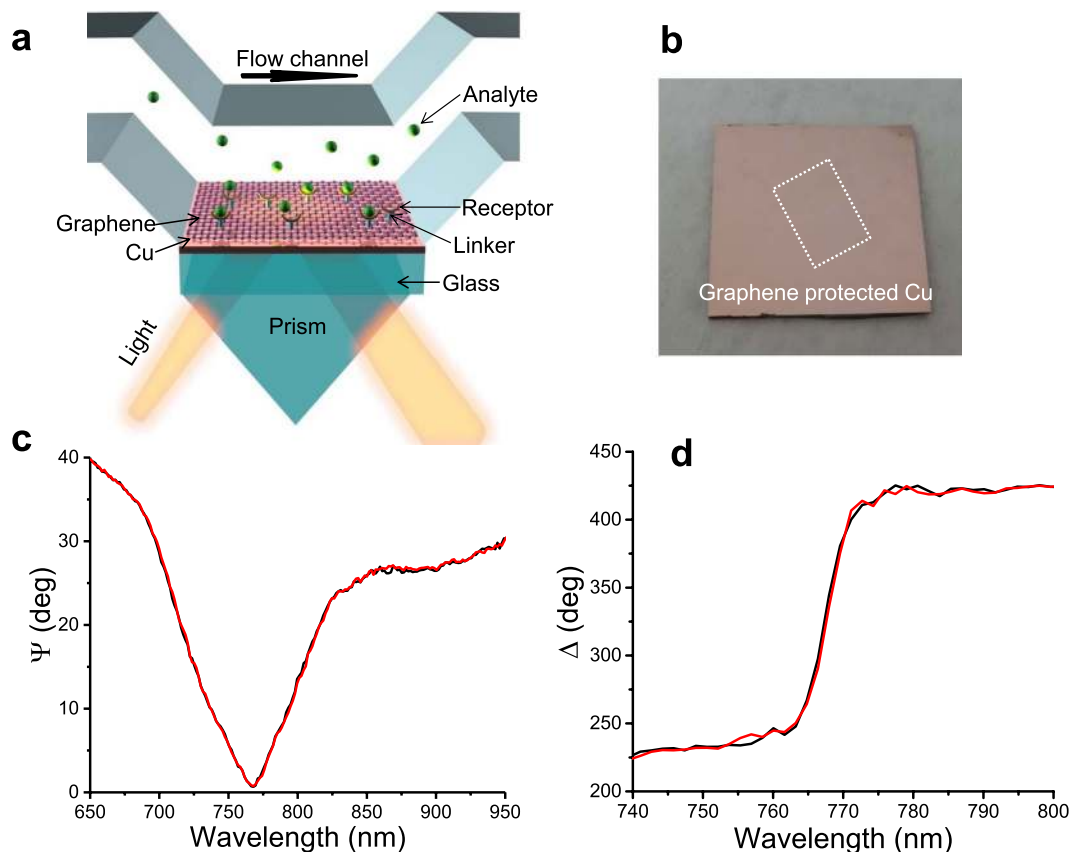 a
Flow channel
Analyte
Graphene
Receptor
Cu
Linker
Glass
Prism
Light
b
Graphene protected Cu
c
40
30
20
10
0
Ψ (deg)
650 700 750 800 850 900 950
Wavelength (nm)
d
450
400
350
300
250
200
Δ (deg)
740 750 760 770 780 790 800
Wavelength (nm)